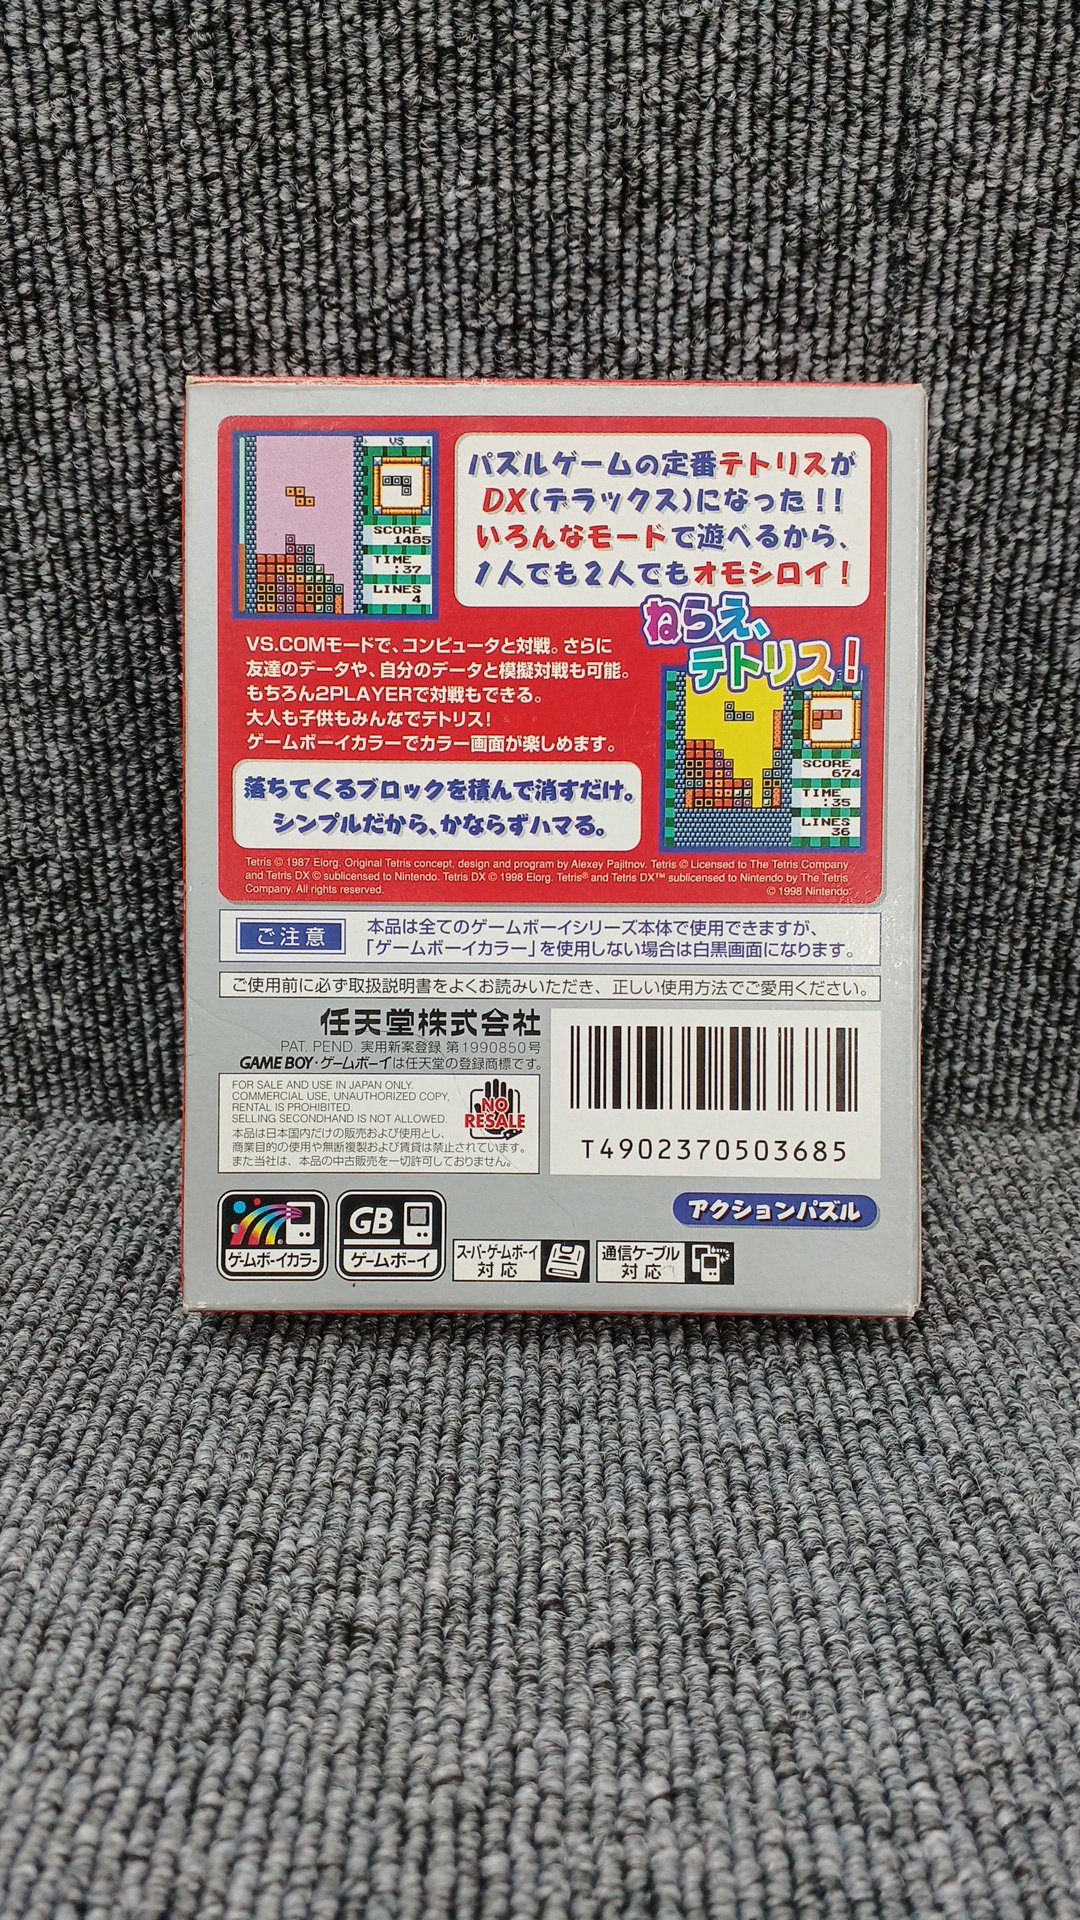 VS
SCORE
1485
TIME
:37
LINES
4
パズルゲームの定番テトリスが
DX(デラックス)になった!!
いろんなモードで遊べるから、
1人でも2人でもオモシロイ!
ねらえ、
テトリス!
VS.COMモードで、コンピュータと対戦。さらに
友達のデータや、自分のデータと模擬対戦も可能。
もちろん2PLAYERで対戦もできる。
大人も子供もみんなでテトリス!
ゲームボーイカラーでカラー画面が楽しめます。
SCORE
674
TIME
:35
LINES
36
落ちてくるブロックを積んで消すだけ。
シンプルだから、かならずハマる。
Tetris © 1987 Elorg. Original Tetris concept, design and program by Alexey Pajitnov. Tetris © Licensed to The Tetris Company
and Tetris DX © sublicensed to Nintendo. Tetris DX © 1998 Elorg. Tetris® and Tetris DX™ sublicensed to Nintendo by The Tetris
Company. All rights reserved.
© 1998 Nintendo
ご注意
本品は全てのゲームボーイシリーズ本体で使用できますが、
「ゲームボーイカラー」を使用しない場合は白黒画面になります。
ご使用前に必ず取扱説明書をよくお読みいただき、正しい使用方法でご愛用ください。
任天堂株式会社
PAT. PEND. 実用新案登録 第1990850号
GAME BOY・ゲームボーイは任天堂の登録商標です。
FOR SALE AND USE IN JAPAN ONLY.
COMMERCIAL USE, UNAUTHORIZED COPY,
RENTAL IS PROHIBITED.
SELLING SECONDHAND IS NOT ALLOWED.
本品は日本国内だけの販売および使用とし、
商業目的の使用や無断複製および賃貸は禁止されています。
また当社は、本品の中古販売を一切許可しておりません。
NO
RESALE
T4902370503685
アクションパズル
ゲームボーイカラー
GB
ゲームボーイ
スーパーゲームボーイ
対応
通信ケーブル
対応